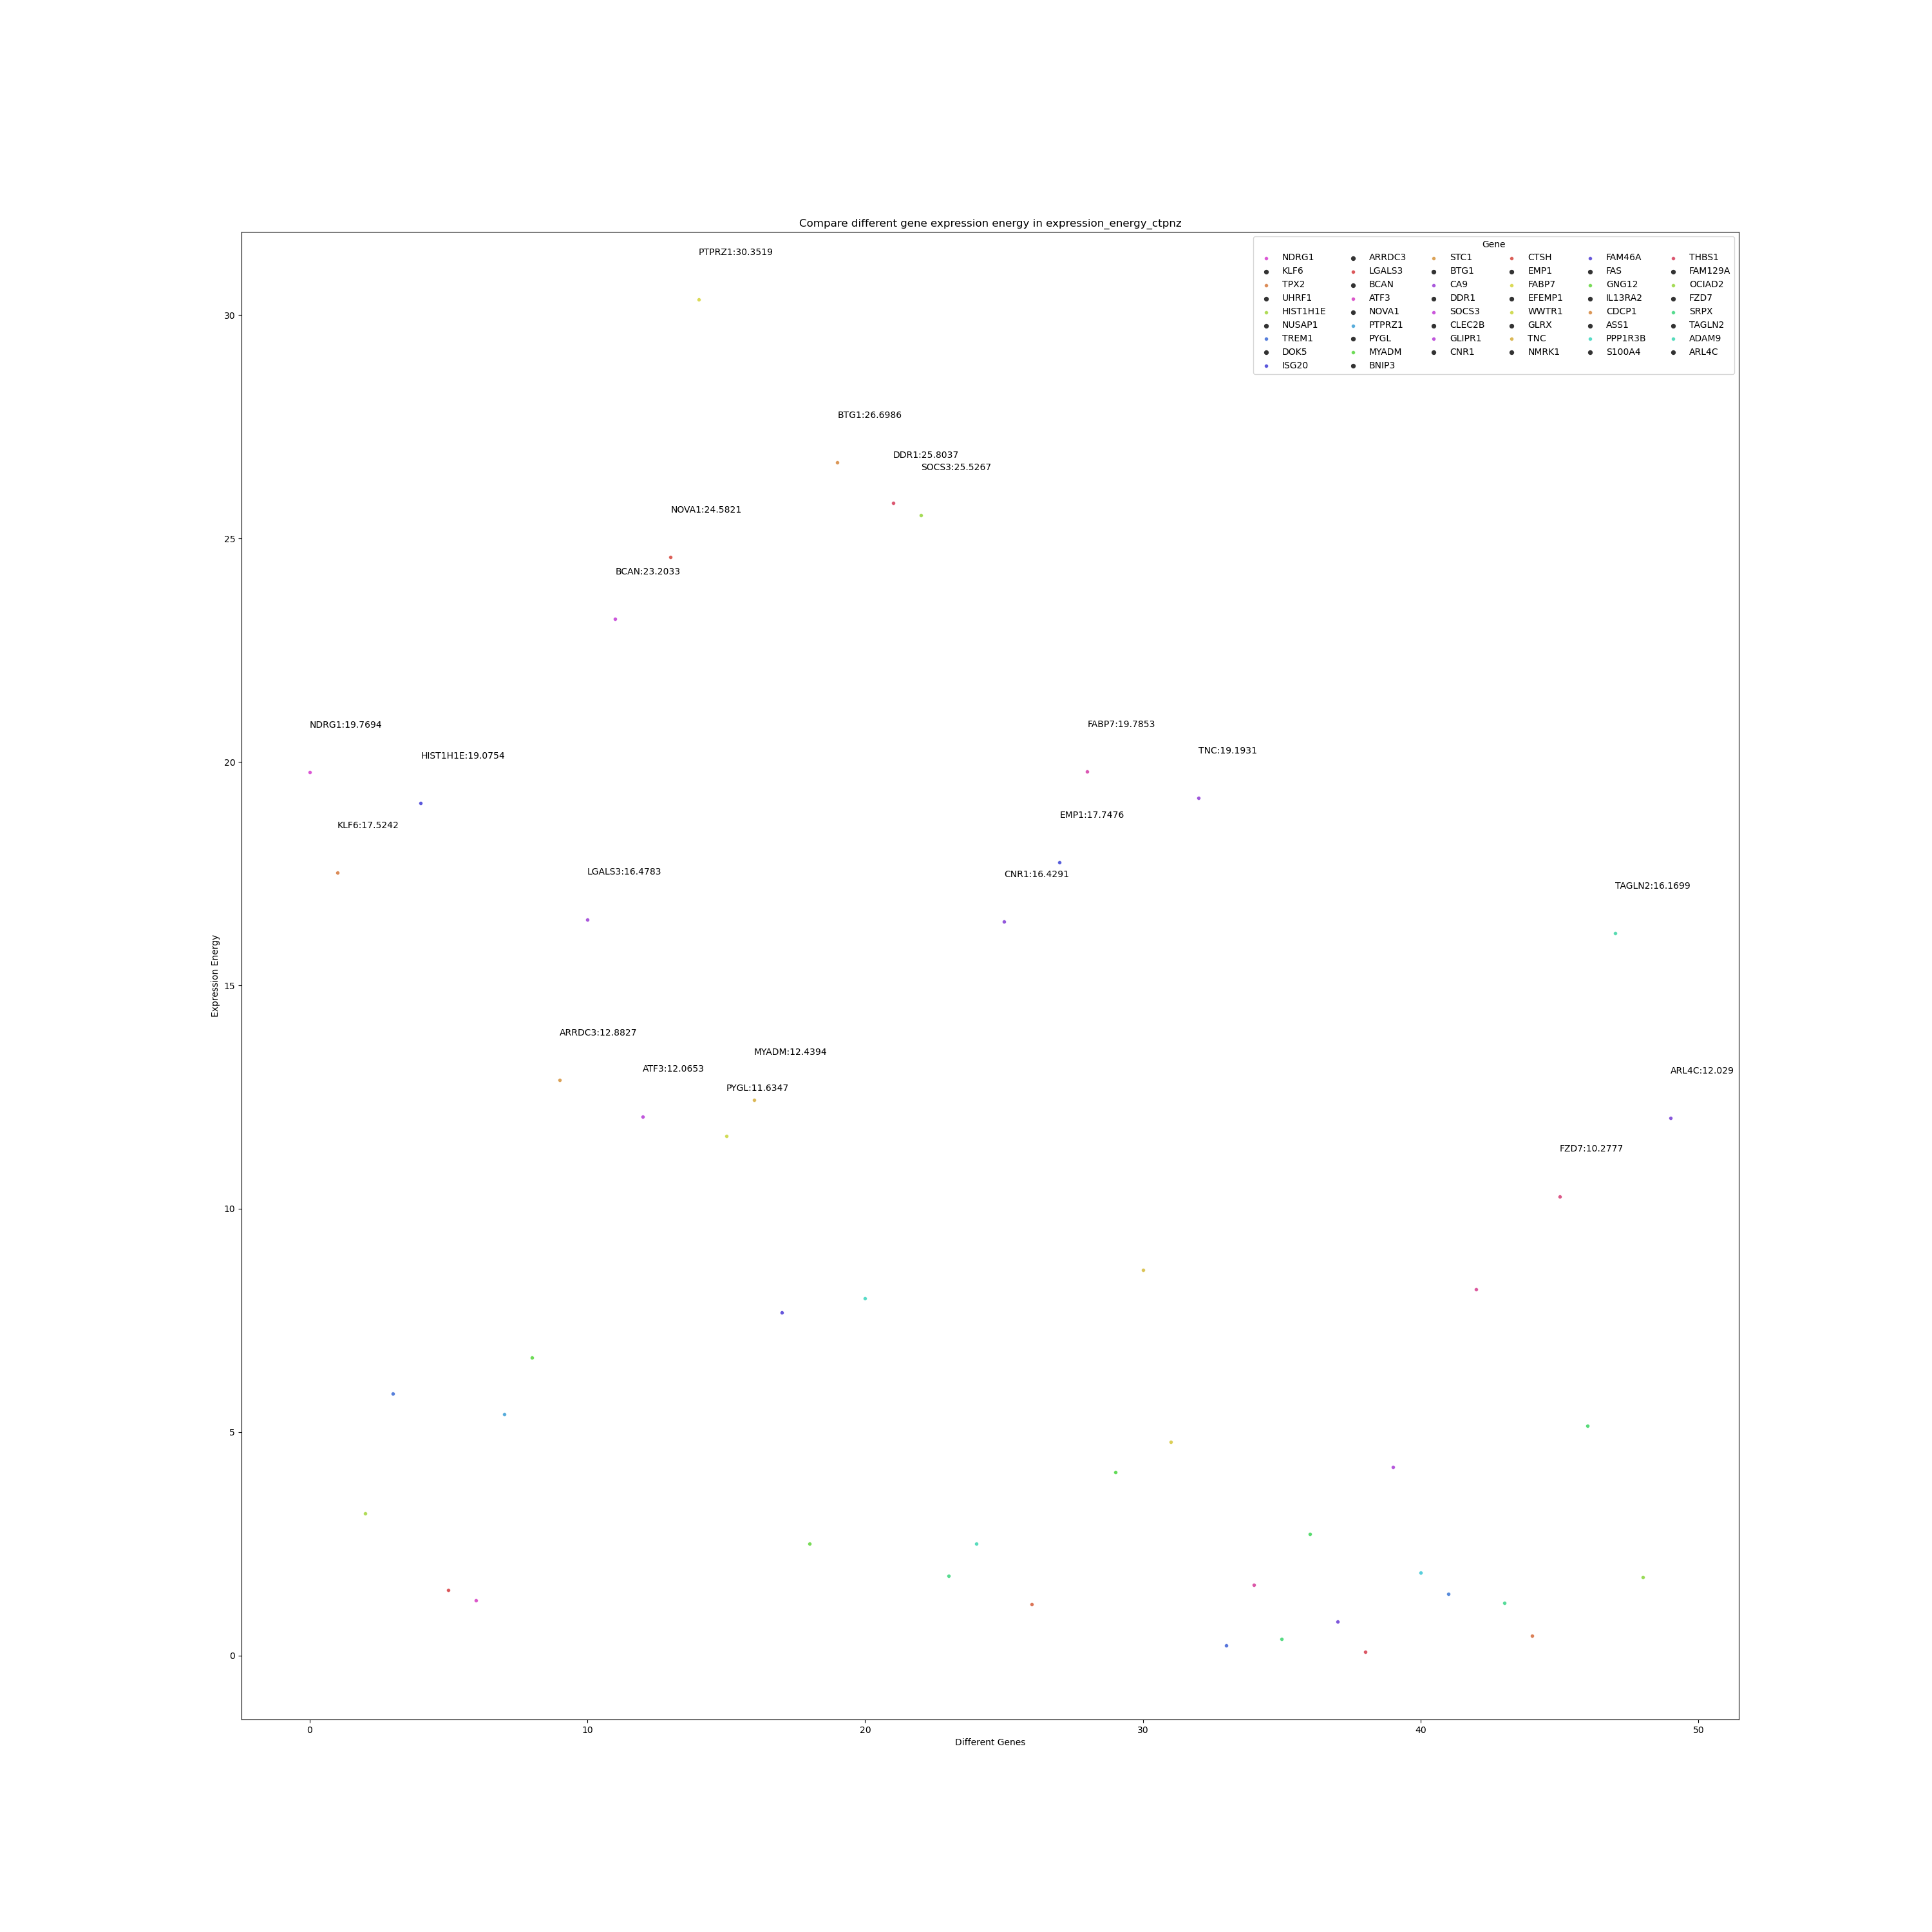 Compare different gene expression energy in expression_energy_ctpnz
Gene
NDRG1 ARRDC3 STC1 CTSH FAM46A THBS1
KLF6 LGALS3 BTG1 EMP1 FAS FAM129A
TPX2 BCAN CA9 FABP7 GNG12 OCIAD2
UHRF1 ATF3 DDR1 EFEMP1 IL13RA2 FZD7
HIST1H1E NOVA1 SOCS3 WWTR1 CDCP1 SRPX
NUSAP1 PTPRZ1 CLEC2B GLRX ASS1 TAGLN2
TREM1 PYGL GLIPR1 TNC PPP1R3B ADAM9
DOK5 MYADM CNR1 NMRK1 S100A4 ARL4C
ISG20 BNIP3
PTPRZ1:30.3519
30
BTG1:26.6986
DDR1:25.8037
SOCS3:25.5267
NOVA1:24.5821
25
BCAN:23.2033
FABP7:19.7853
NDRG1:19.7694
TNC:19.1931
HIST1H1E:19.0754
20
EMP1:17.7476
KLF6:17.5242
LGALS3:16.4783
CNR1:16.4291
TAGLN2:16.1699
Expression Energy
15
ARRDC3:12.8827
MYADM:12.4394
ATF3:12.0653
ARL4C:12.029
PYGL:11.6347
FZD7:10.2777
10
5
0
0 10 20 30 40 50
Different Genes